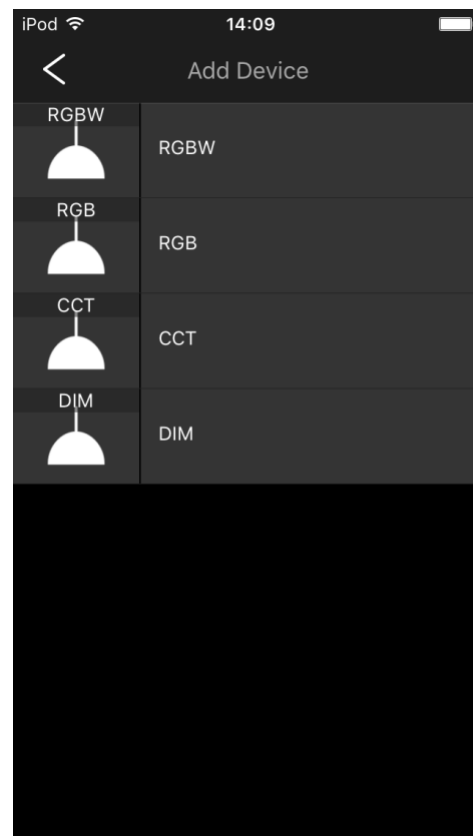 iPod 14:09
Add Device
RGBW
RGBW
RGB
RGB
CCT
CCT
DIM
DIM